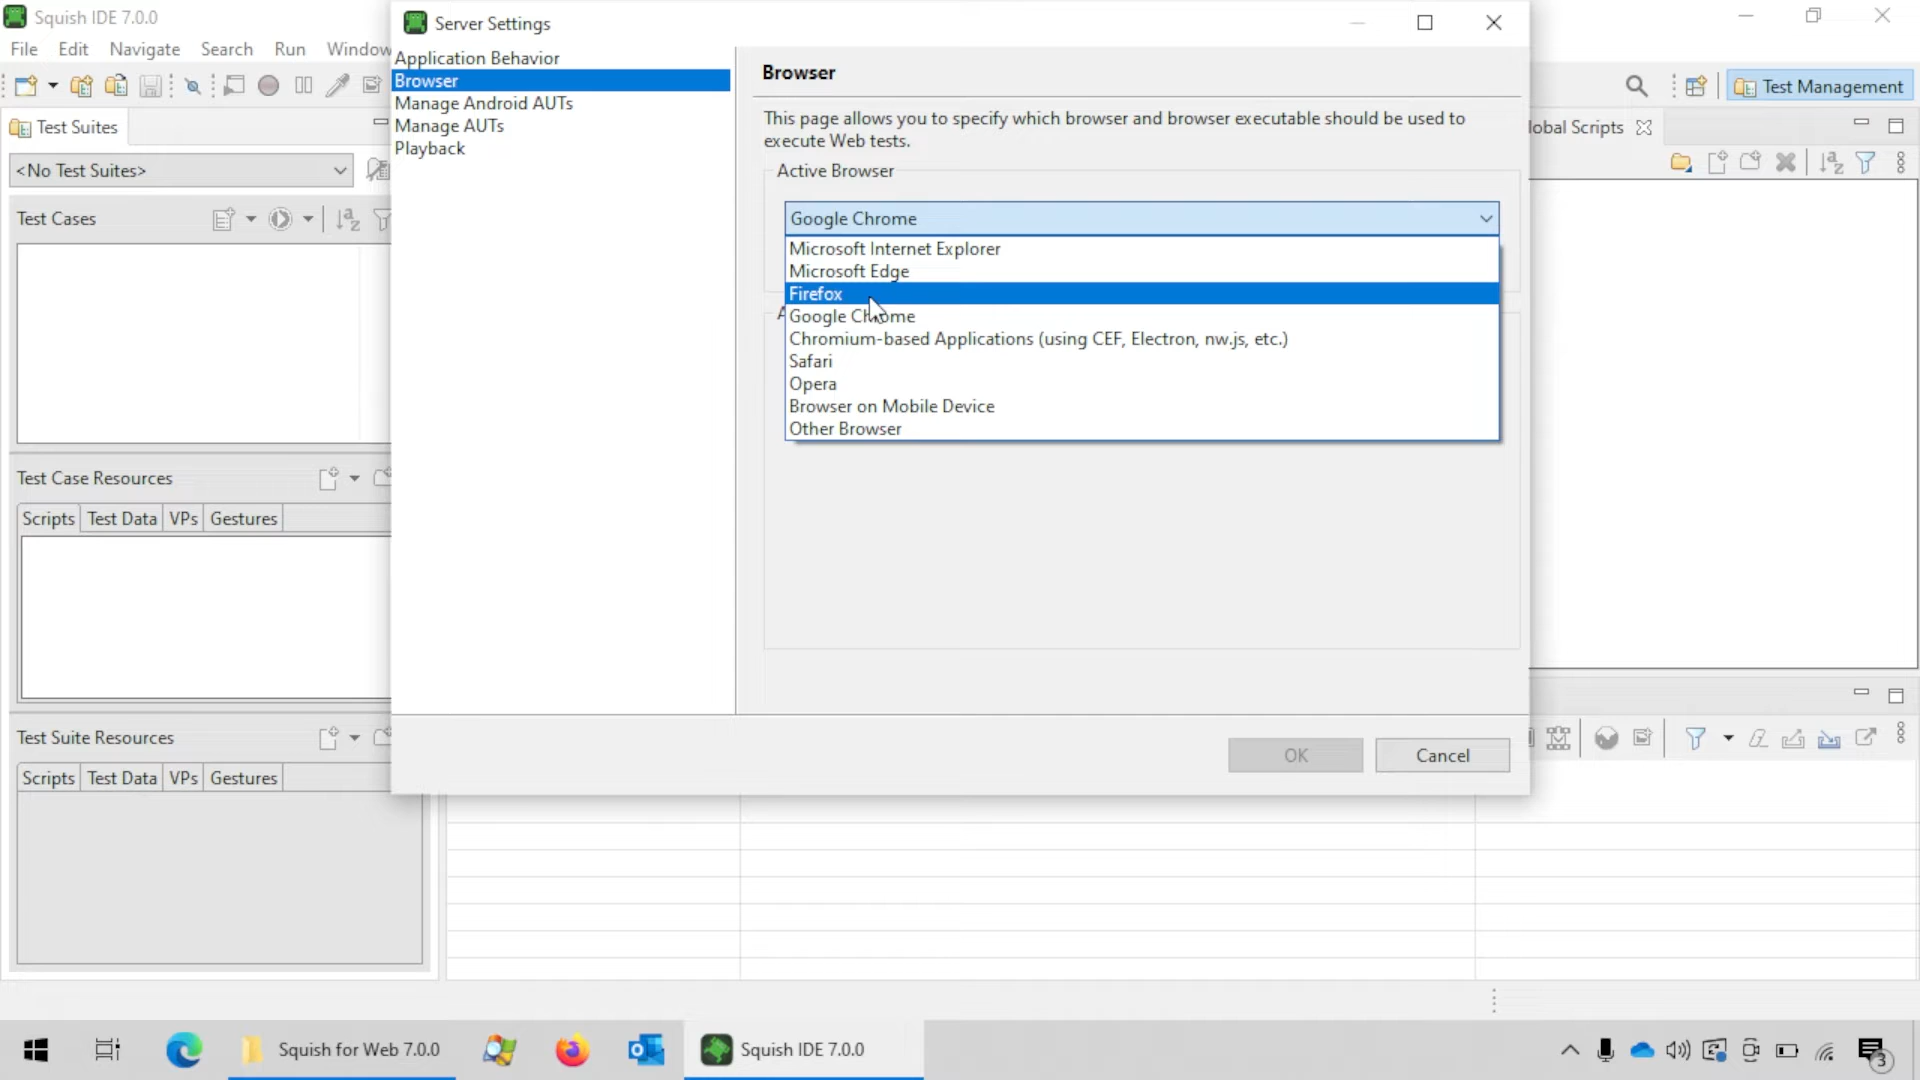 Squish IDE 7.0.0
File Edit Navigate Search Run Window
Test Management
Test Suites
<No Test Suites>
Test Cases
Test Case Resources
Scripts Test Data VPs Gestures
Test Suite Resources
Scripts Test Data VPs Gestures
Server Settings
Application Behavior
Browser
Manage Android AUTs
Manage AUTs
Playback
Browser
This page allows you to specify which browser and browser executable should be used to
execute Web tests.
Active Browser
Google Chrome
Microsoft Internet Explorer
Microsoft Edge
Firefox
Google Chrome
Chromium-based Applications (using CEF, Electron, nw.js, etc.)
Safari
Opera
Browser on Mobile Device
Other Browser
OK Cancel
lobal Scripts
Squish for Web 7.0.0
Squish IDE 7.0.0
3